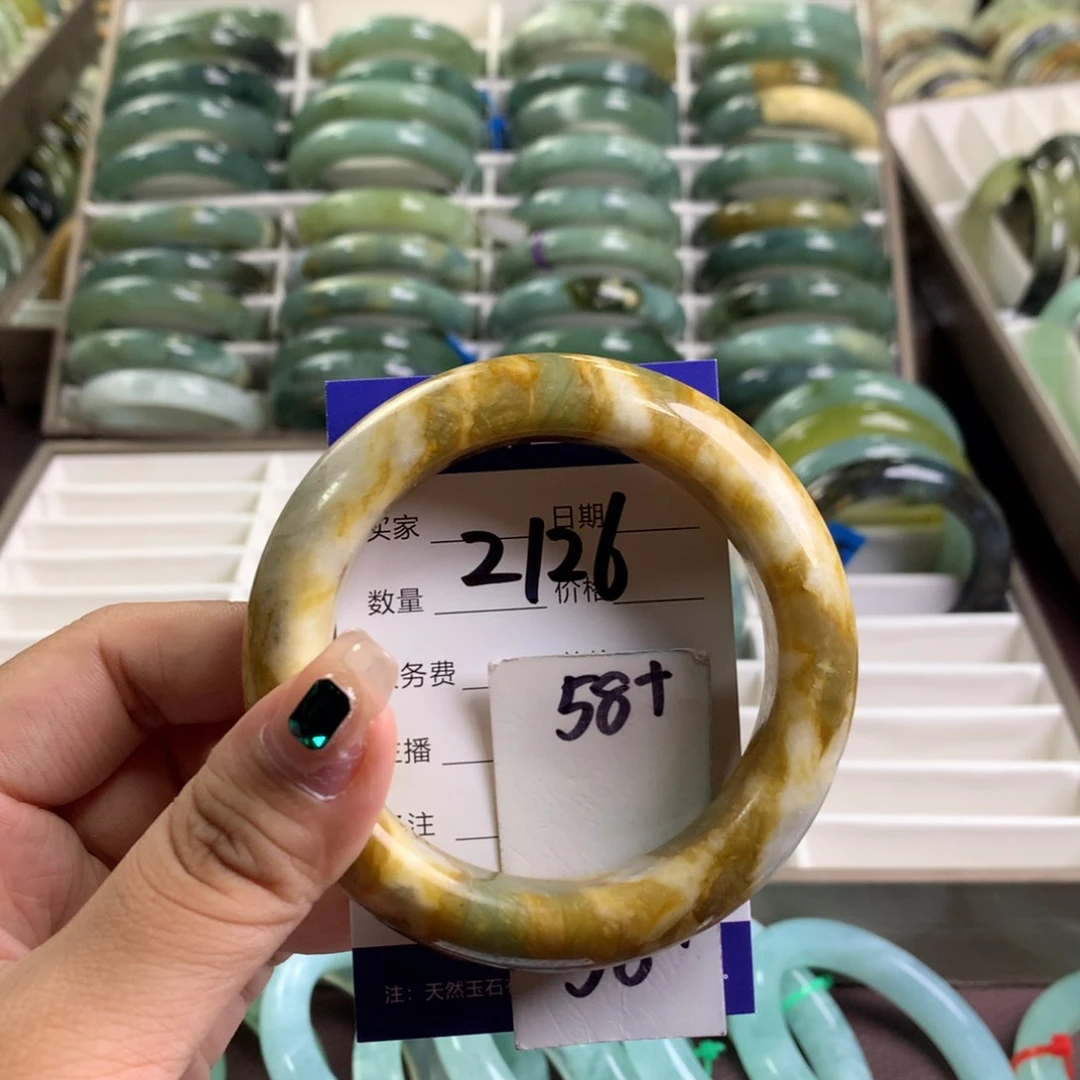 买家 日期
2126
数量 价格
务费
58+
播
注
注：天然玉石